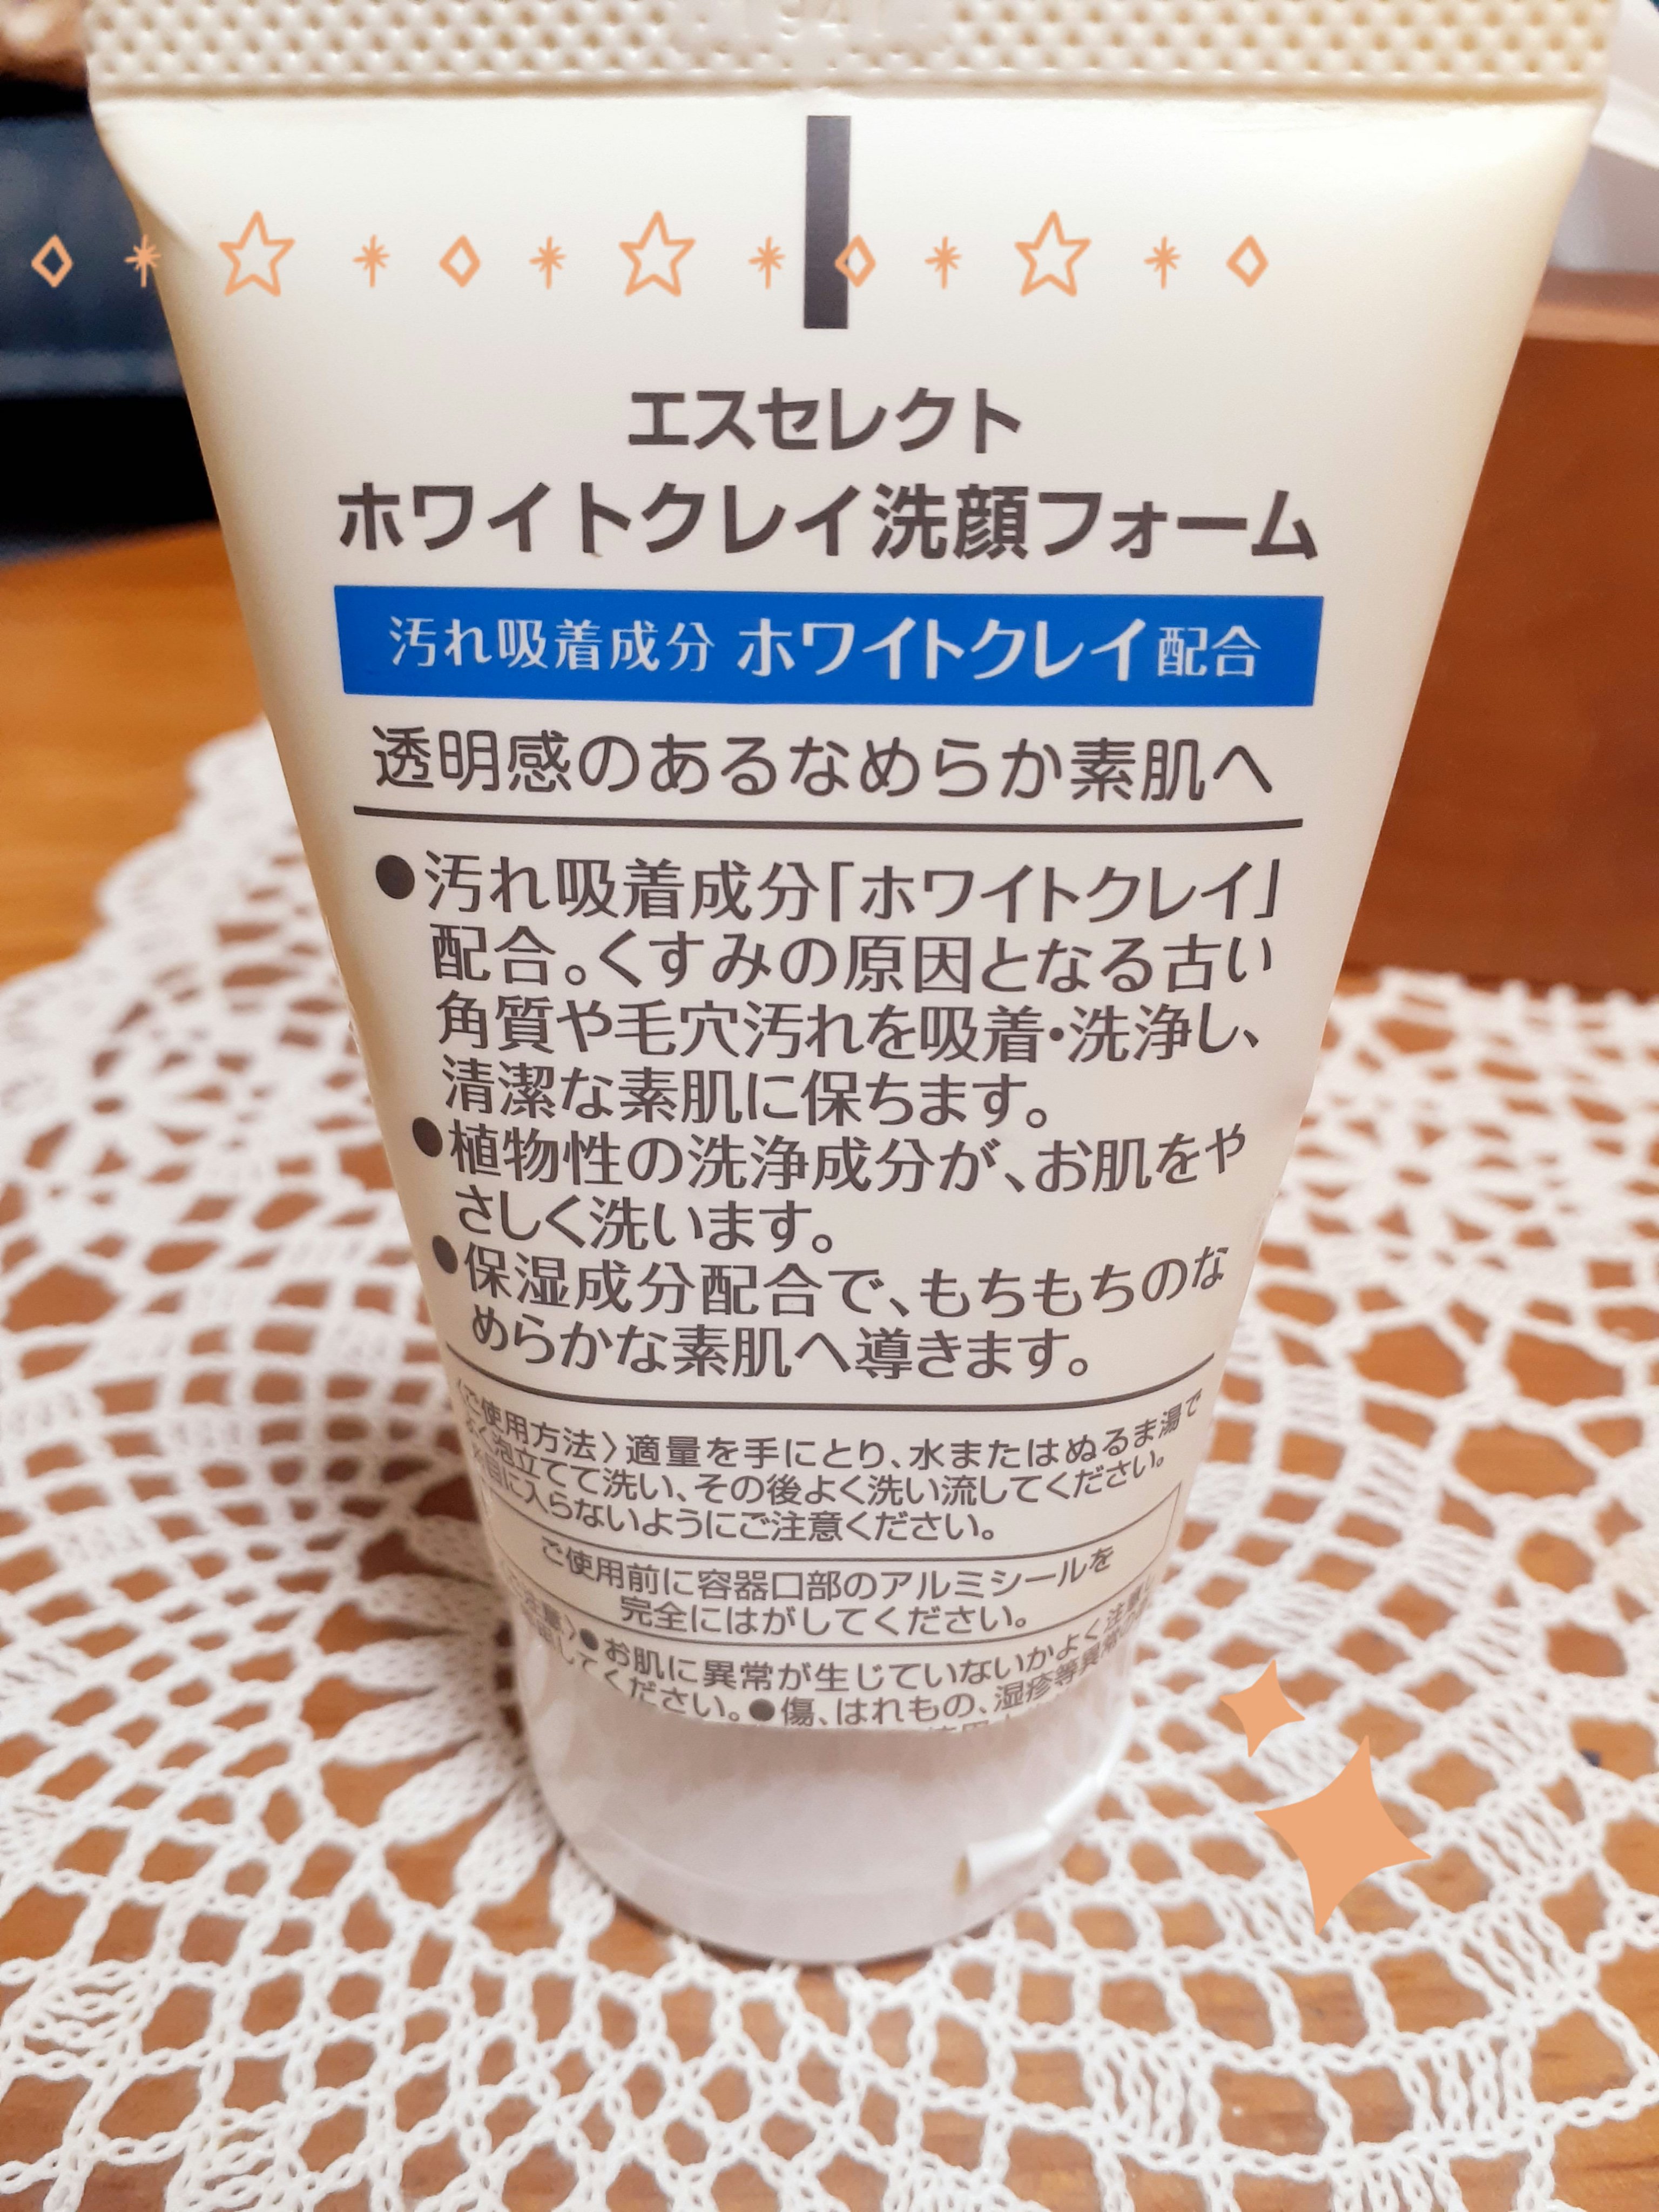 エスセレクト
ホワイトクレイ洗顔フォーム
汚れ吸着成分 ホワイトクレイ配合
透明感のあるなめらか素肌へ
●汚れ吸着成分「ホワイトクレイ」
配合。くすみの原因となる古い
角質や毛穴汚れを吸着・洗浄し、
清潔な素肌に保ちます。
●植物性の洗浄成分が、お肌をや
さしく洗います。
●保湿成分配合で、もちもちのな
めらかな素肌へ導きます。
〈ご使用方法〉適量を手にとり、水またはぬるま湯で
よく泡立てて洗い、その後よく洗い流してください。
※目に入らないようにご注意ください。
ご使用前に容器口部のアルミシールを
完全にはがしてください。
●お肌に異常が生じていないかよく注意し
してください。●傷、はれもの、湿疹等異常